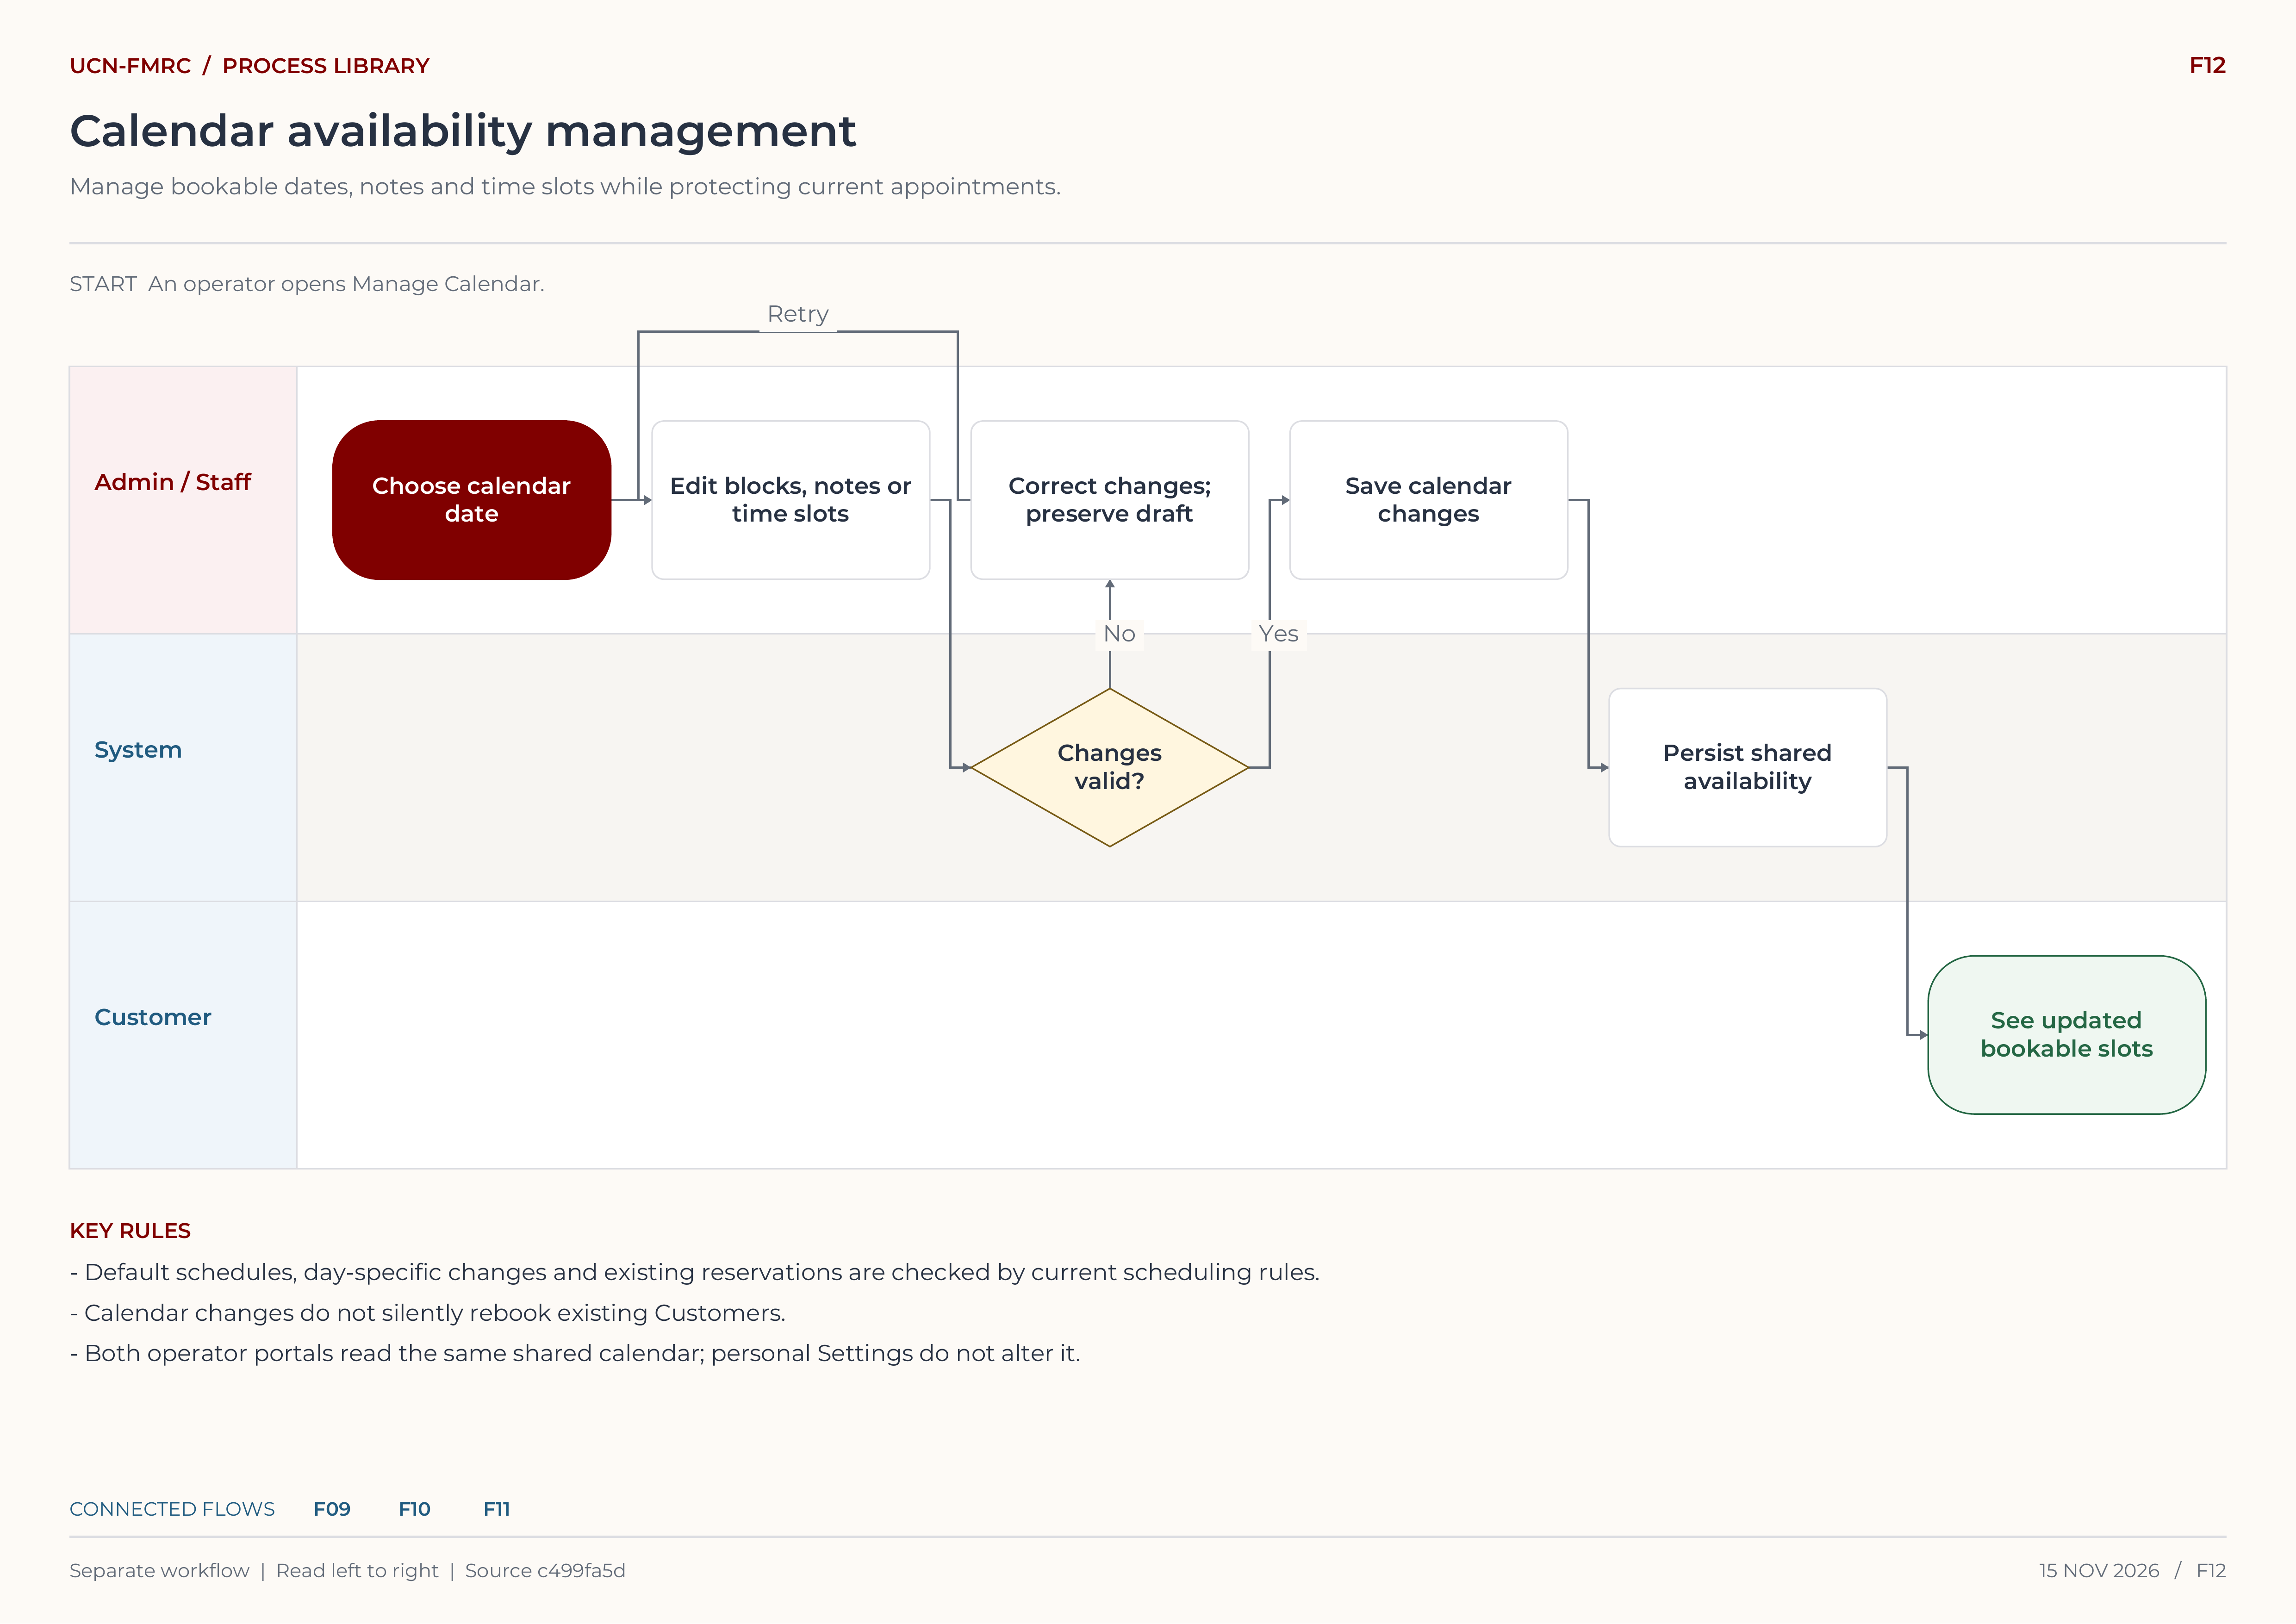 UCN-FMRC / PROCESS LIBRARY
F12
Calendar availability management
Manage bookable dates, notes and time slots while protecting current appointments.
START An operator opens Manage Calendar.
Retry
Admin / Staff
Choose calendar
date
Edit blocks, notes or
time slots
Correct changes;
preserve draft
Save calendar
changes
No
Yes
System
Changes
valid?
Persist shared
availability
Customer
See updated
bookable slots
KEY RULES
- Default schedules, day-specific changes and existing reservations are checked by current scheduling rules.
- Calendar changes do not silently rebook existing Customers.
- Both operator portals read the same shared calendar; personal Settings do not alter it.
CONNECTED FLOWS F09 F10 F11
Separate workflow | Read left to right | Source c499fa5d
15 NOV 2026 / F12